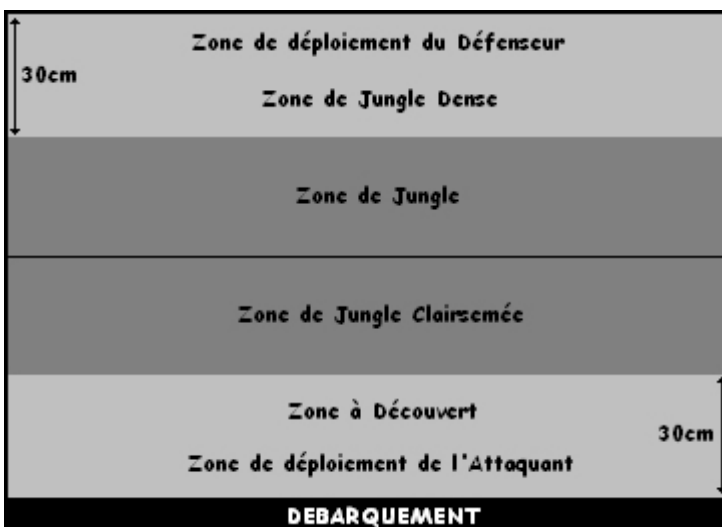 Zone de déploiement du Défenseur
30cm
Zone de Jungle Dense
Zone de Jungle
Zone de Jungle Clairsemée
Zone à Découvert
30cm
Zone de déploiement de l'Attaquant
DEBARQUEMENT